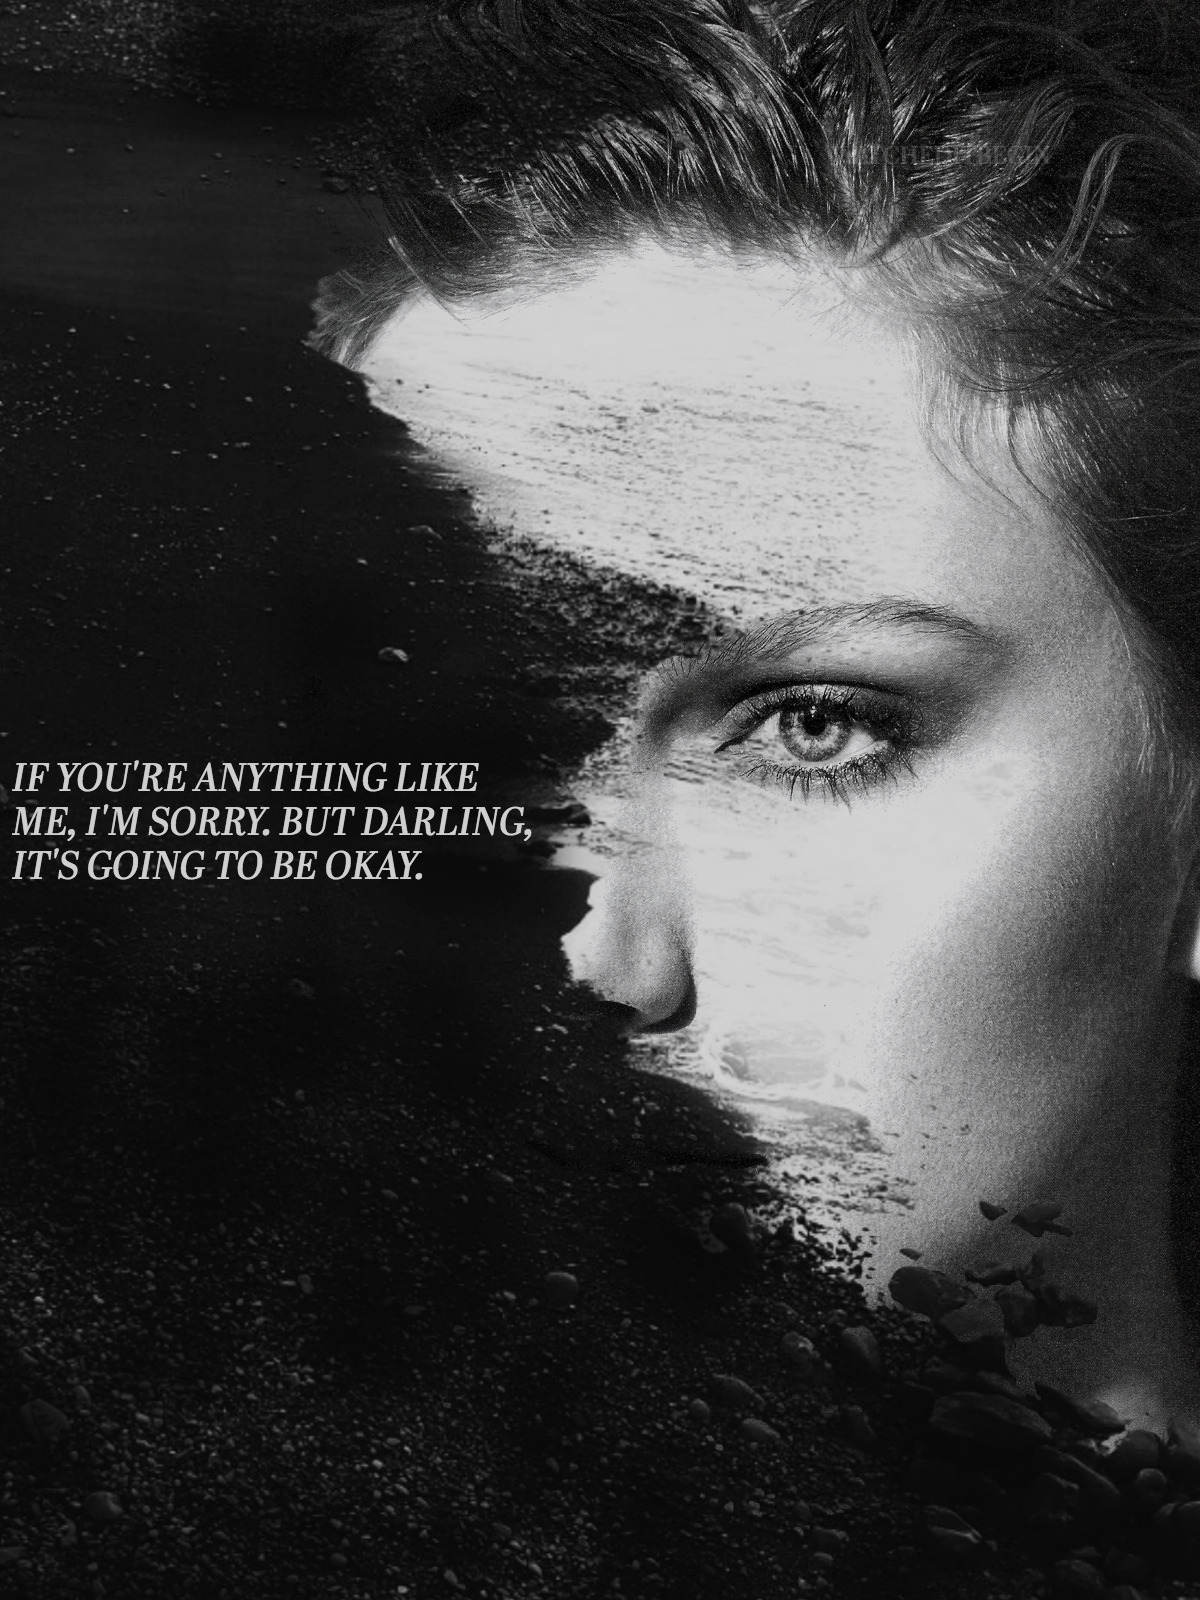 IF YOU'RE ANYTHING LIKE
ME, I'M SORRY. BUT DARLING,
IT'S GOING TO BE OKAY.